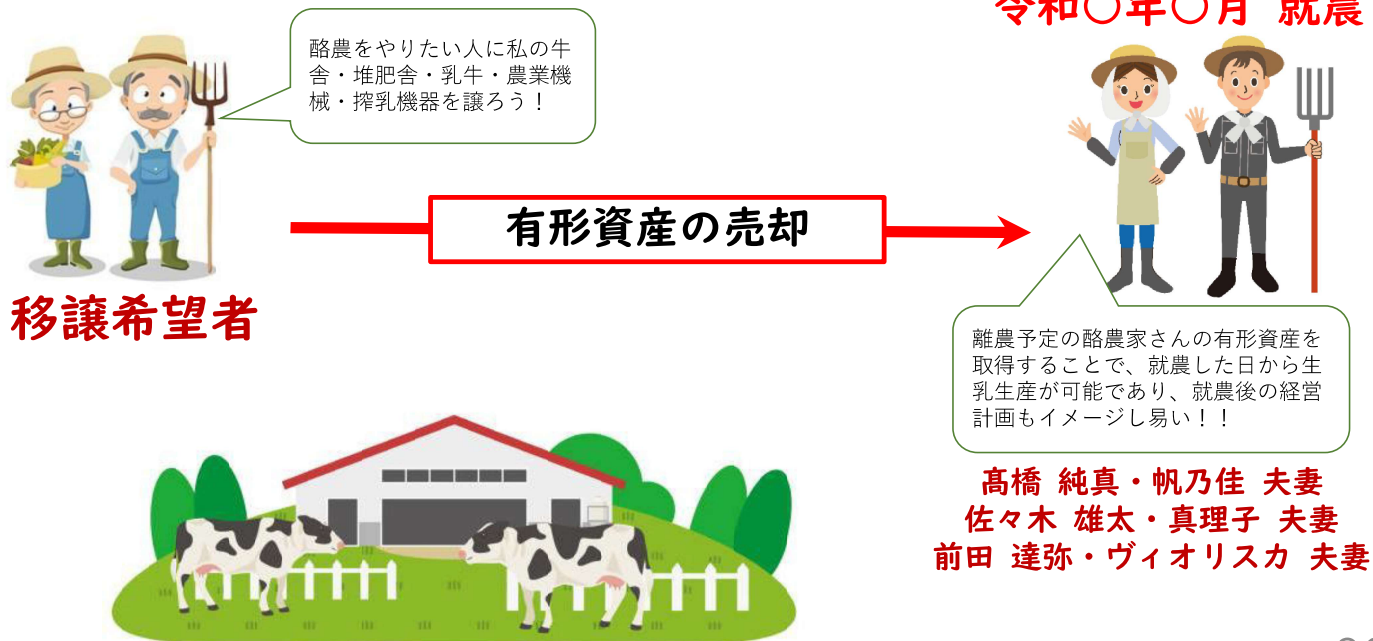 令和〇年〇月 就農
酪農をやりたい人に私の牛
舎・堆肥舎・乳牛・農業機
械・搾乳機器を譲ろう！
有形資産の売却
移譲希望者
離農予定の酪農家さんの有形資産を
取得することで、就農した日から生
乳生産が可能であり、就農後の経営
計画もイメージし易い！！
髙橋 純真・帆乃佳 夫妻
佐々木 雄太・真理子 夫妻
前田 達弥・ヴィオリスカ 夫妻